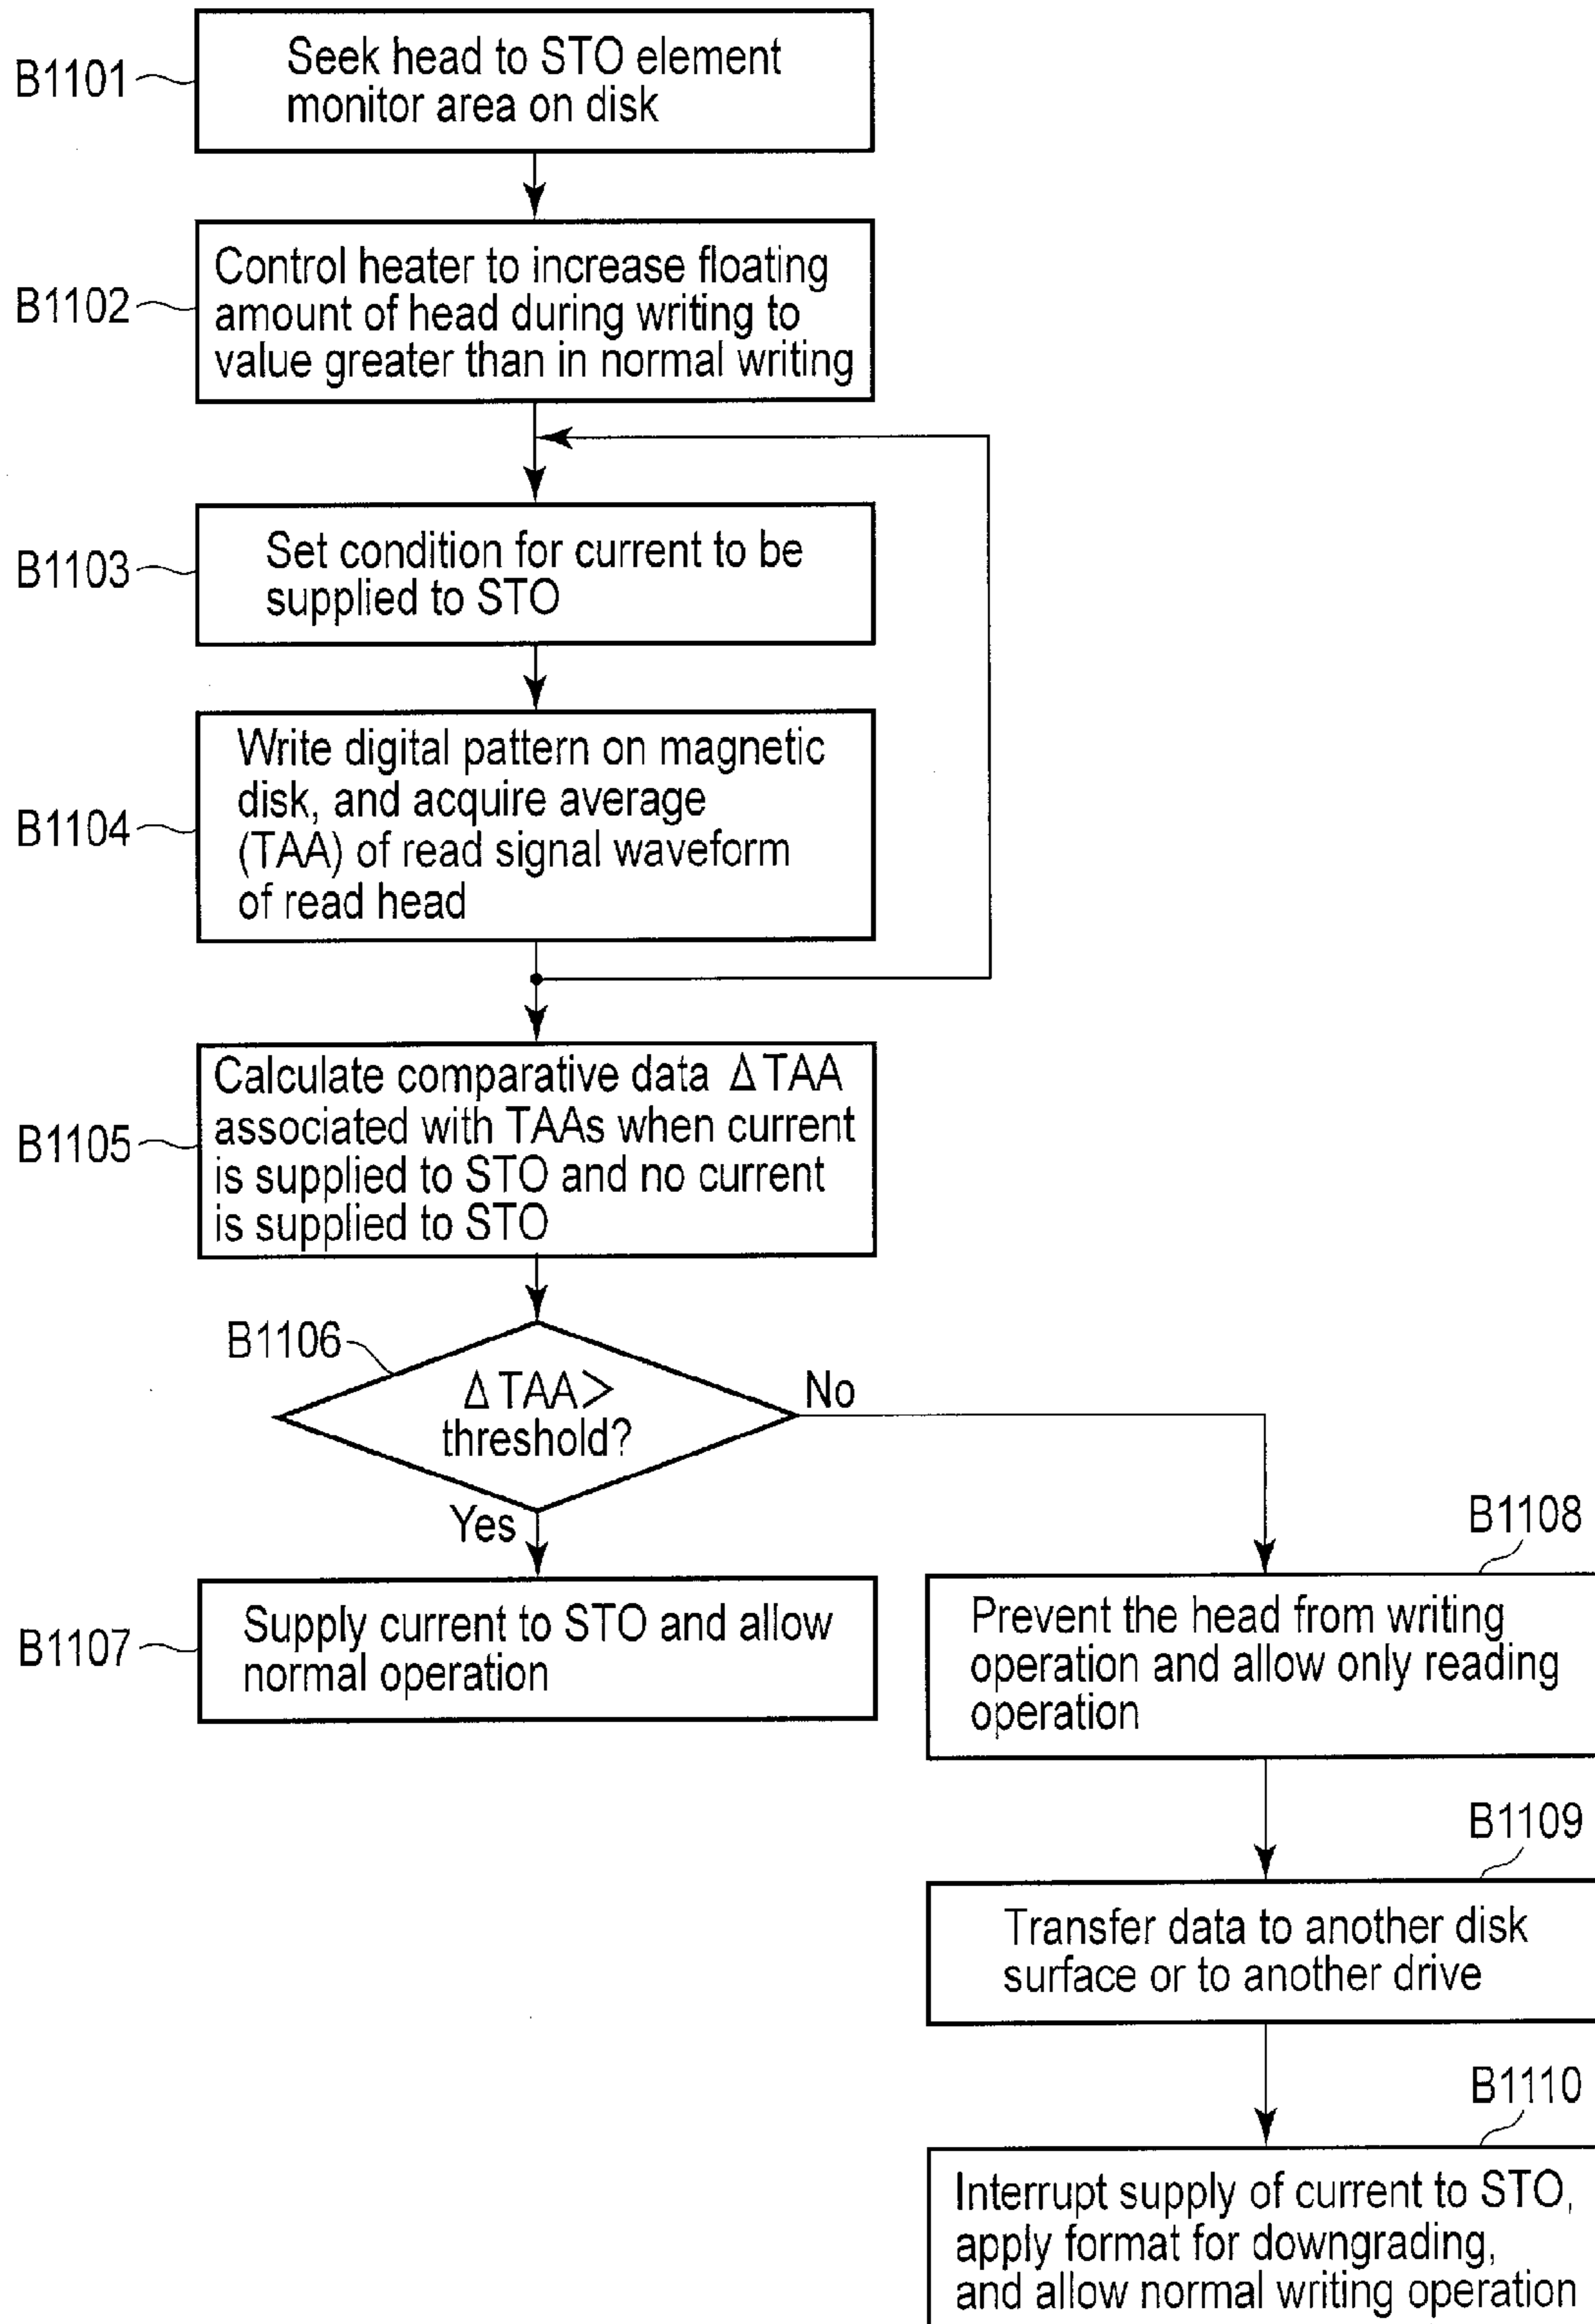 B1101
Seek head to STO element
monitor area on disk
B1102
Control heater to increase floating
amount of head during writing to
value greater than in normal writing
B1103
Set condition for current to be
supplied to STO
B1104
Write digital pattern on magnetic
disk, and acquire average
(TAA) of read signal waveform
of read head
B1105
Calculate comparative data Δ TAA
associated with TAAs when current
is supplied to STO and no current
is supplied to STO
B1106
Δ TAA>
threshold?
No
Yes
B1107
Supply current to STO and allow
normal operation
B1108
Prevent the head from writing
operation and allow only reading
operation
B1109
Transfer data to another disk
surface or to another drive
B1110
Interrupt supply of current to STO,
apply format for downgrading,
and allow normal writing operation